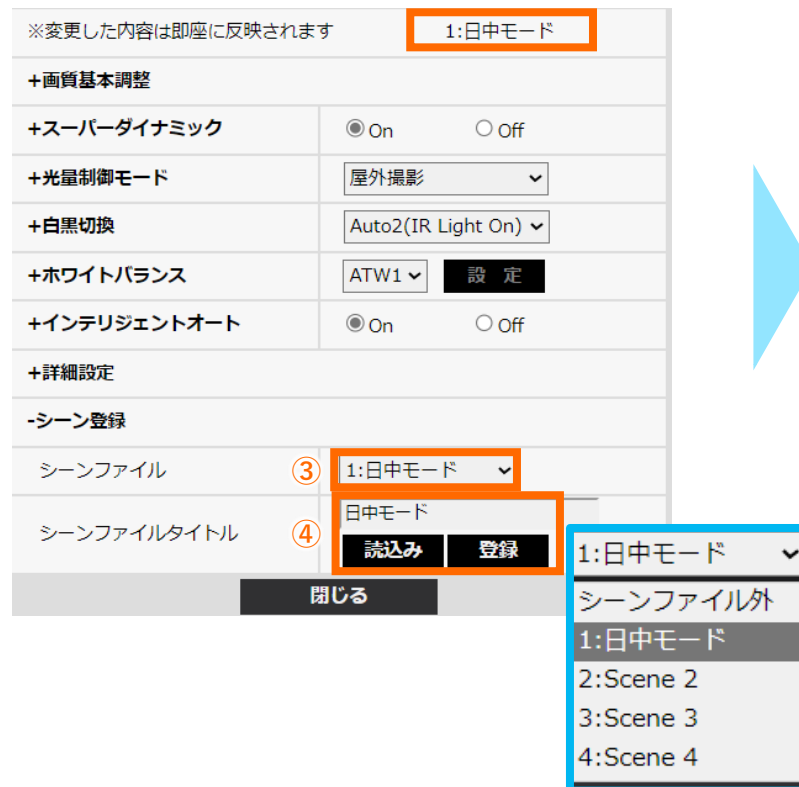 ※変更した内容は即座に反映されます 1:日中モード
+画質基本調整
+スーパーダイナミック On Off
+光量制御モード 屋外撮影
+白黒切換 Auto2(IR Light On)
+ホワイトバランス ATW1 設 定
+インテリジェントオート On Off
+詳細設定
-シーン登録
シーンファイル ③ 1:日中モード
シーンファイルタイトル ④ 日中モード
読込み 登録
閉じる
1:日中モード
シーンファイル外
1:日中モード
2:Scene 2
3:Scene 3
4:Scene 4